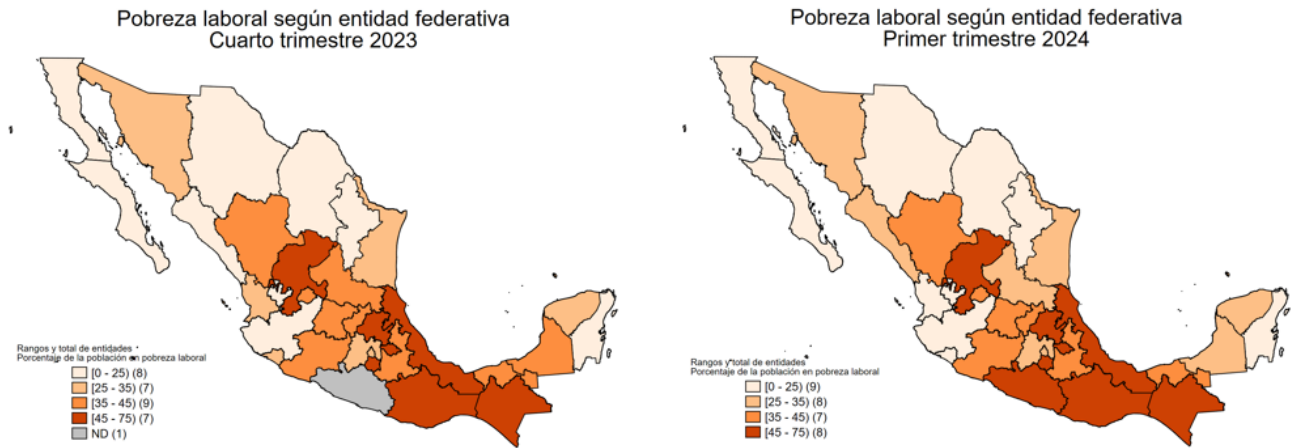 Pobreza laboral según entidad federativa
Cuarto trimestre 2023
Rangos y total de entidades
Porcentaje de la población en pobreza laboral
[0 - 25) (8)
[25 - 35) (7)
[35 - 45) (9)
[45 - 75) (7)
ND (1)
Pobreza laboral según entidad federativa
Primer trimestre 2024
Rangos y total de entidades
Porcentaje de la población en pobreza laboral
[0 - 25) (9)
[25 - 35) (8)
[35 - 45) (7)
[45 - 75) (8)